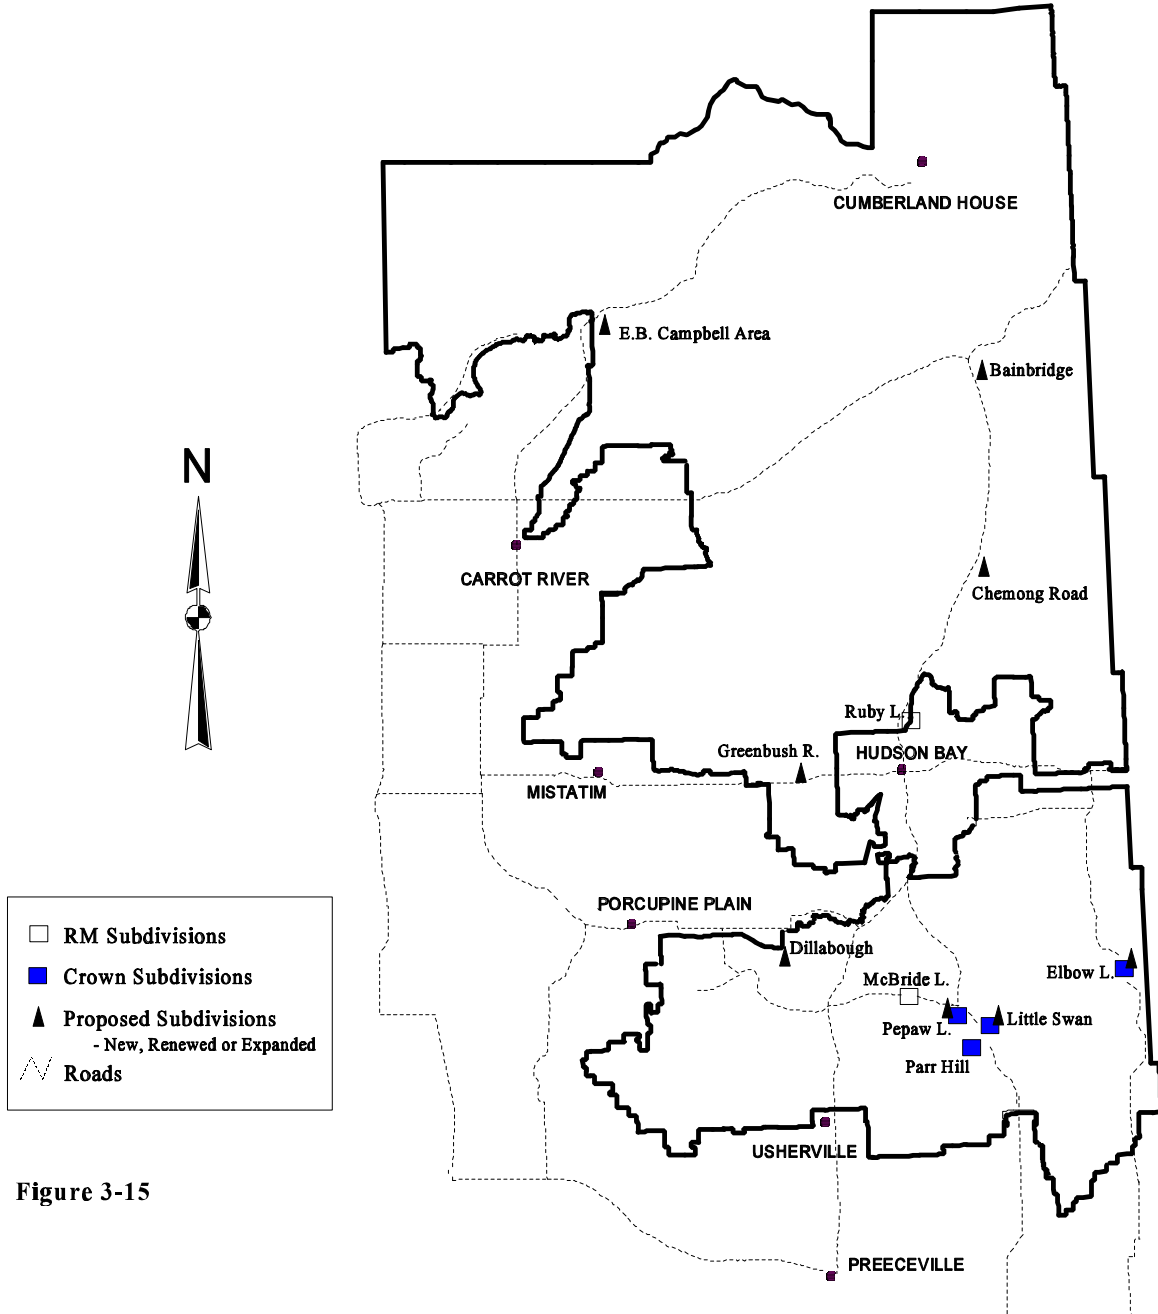 CUMBERLAND HOUSE
E.B. Campbell Area
Bainbridge
N
CARROT RIVER
Chemong Road
Ruby L.
Greenbush R.
HUDSON BAY
MISTATIM
PORCUPINE PLAIN
Dillabough
McBride L.
Elbow L.
Pepaw L.
Little Swan
Parr Hill
RM Subdivisions
Crown Subdivisions
Proposed Subdivisions
- New, Renewed or Expanded
Roads
USHERVILLE
Figure 3-15
PREECEVILLE